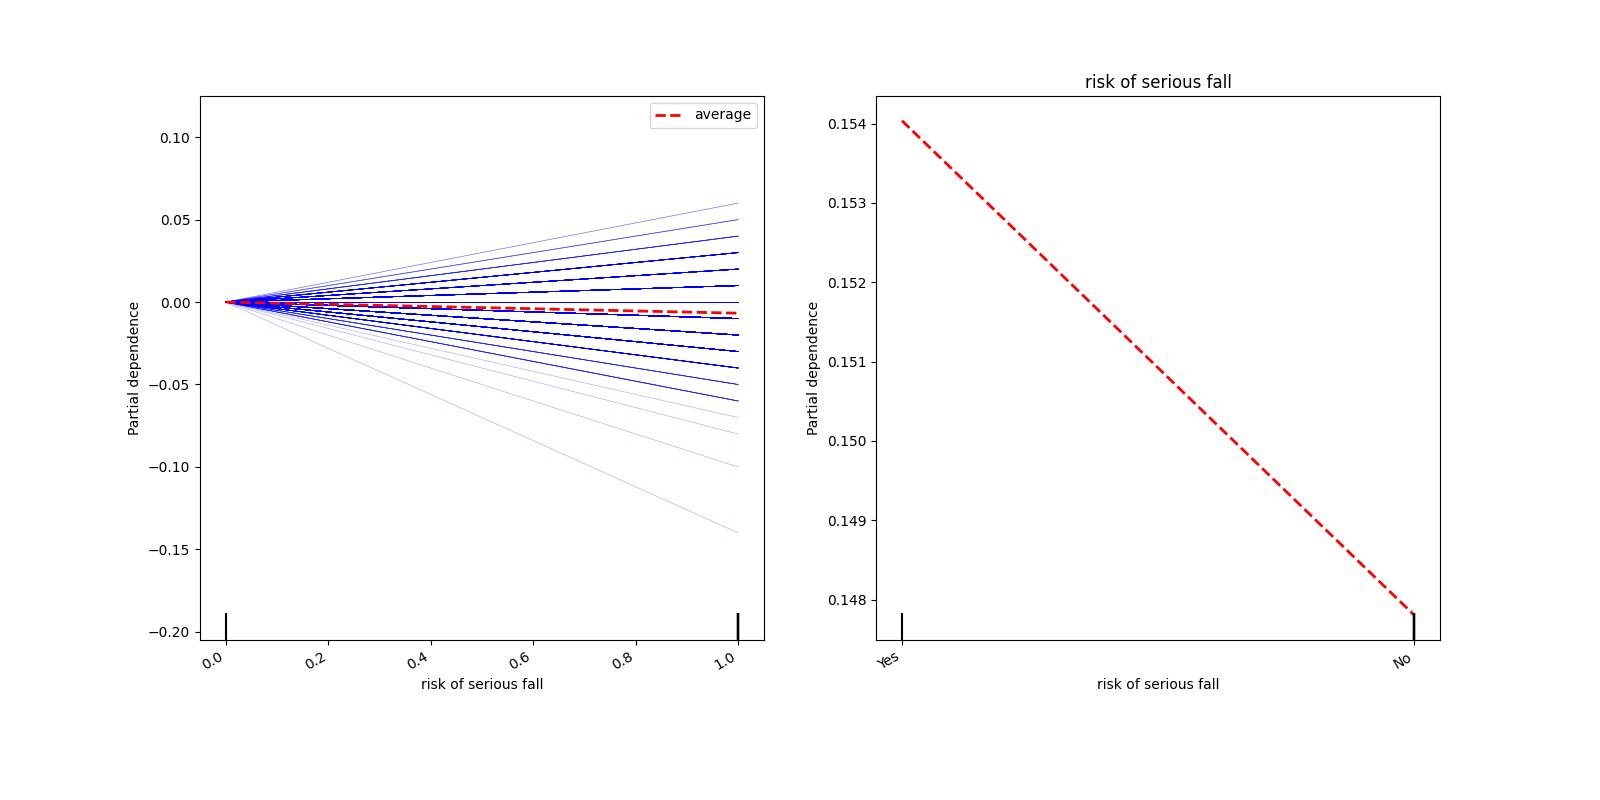 average
0.10
0.05
0.00
−0.05
−0.10
−0.15
−0.20
Partial dependence
0.0
0.2
0.4
0.6
0.8
1.0
risk of serious fall
risk of serious fall
0.154
0.153
0.152
0.151
0.150
0.149
0.148
Partial dependence
Yes
No
risk of serious fall